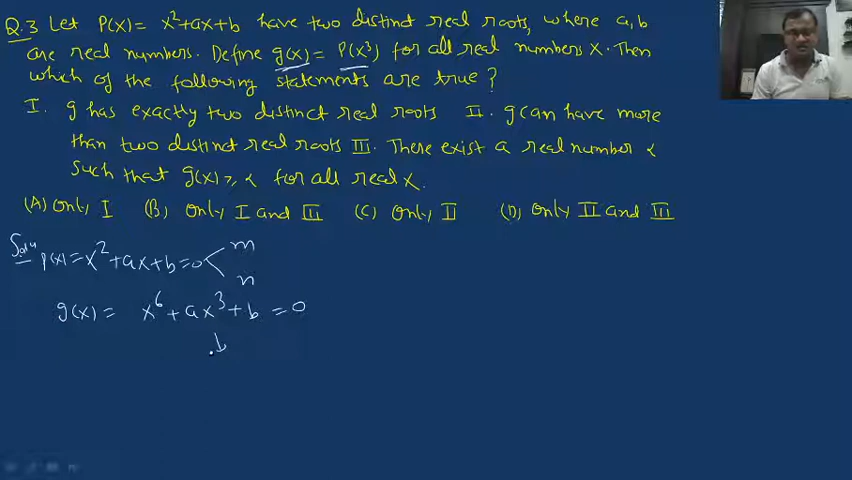 Q.3 Let P(x) = x²+ax+b have two distinct real roots, where a, b
are real numbers. Define g(x) = P(x³) for all real numbers x. Then
which of the following statements are true?
I. g has exactly two distinct real roots II. g can have more
than two distinct real roots III. There exist a real number α
such that g(x) ≥ α for all real x.
(A) only I (B) only I and III (C) only II (D) only II and III
Solⁿ P(x) = x²+ax+b = 0 < m
n
g(x) = x⁶ + ax³ + b = 0
↓